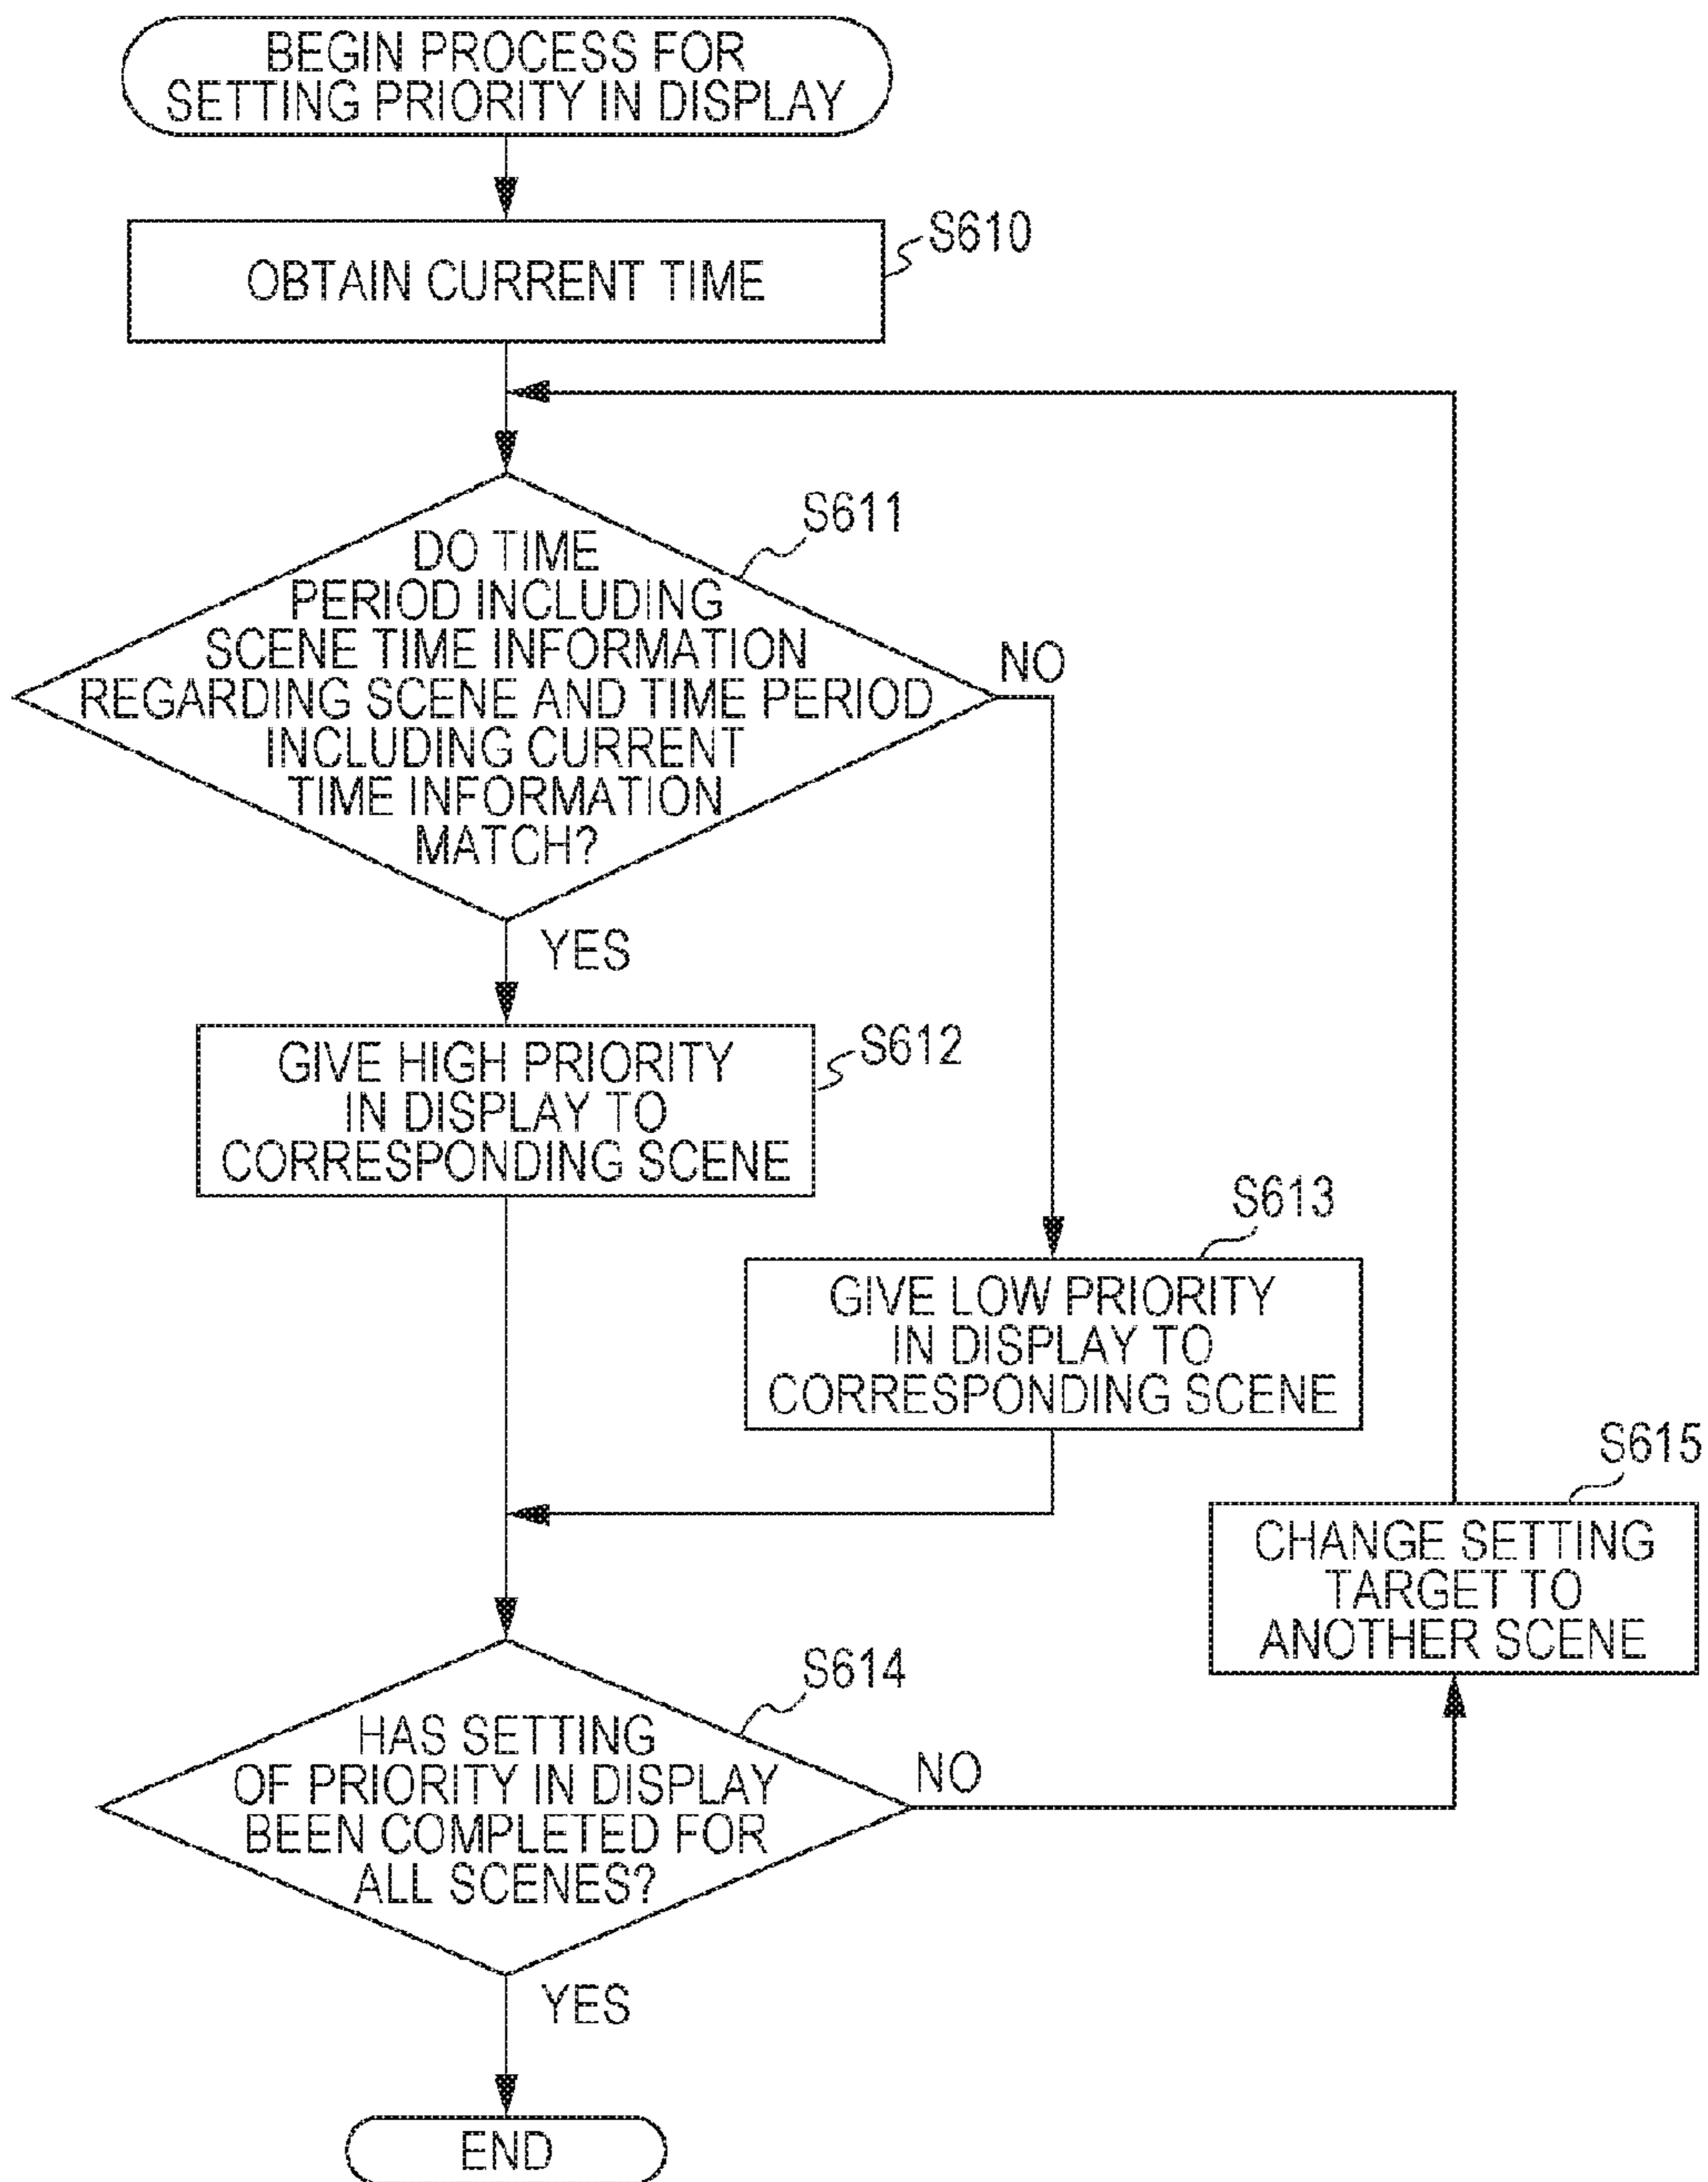 BEGIN PROCESS FOR
SETTING PRIORITY IN DISPLAY
S610
OBTAIN CURRENT TIME
S611
DO TIME
PERIOD INCLUDING
SCENE TIME INFORMATION
REGARDING SCENE AND TIME PERIOD
INCLUDING CURRENT
TIME INFORMATION
MATCH?
NO
YES
S612
GIVE HIGH PRIORITY
IN DISPLAY TO
CORRESPONDING SCENE
S613
GIVE LOW PRIORITY
IN DISPLAY TO
CORRESPONDING SCENE
S615
CHANGE SETTING
TARGET TO
ANOTHER SCENE
S614
HAS SETTING
OF PRIORITY IN DISPLAY
BEEN COMPLETED FOR
ALL SCENES?
NO
YES
END